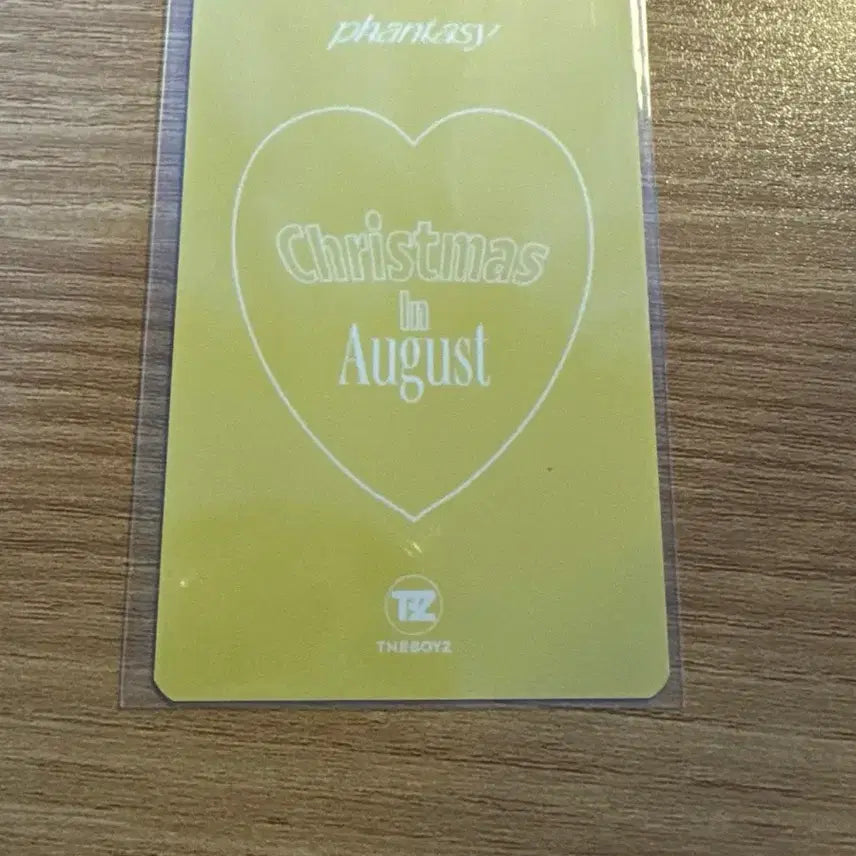 phantasy
Christmas
In
August
TBZ
THEBOYZ